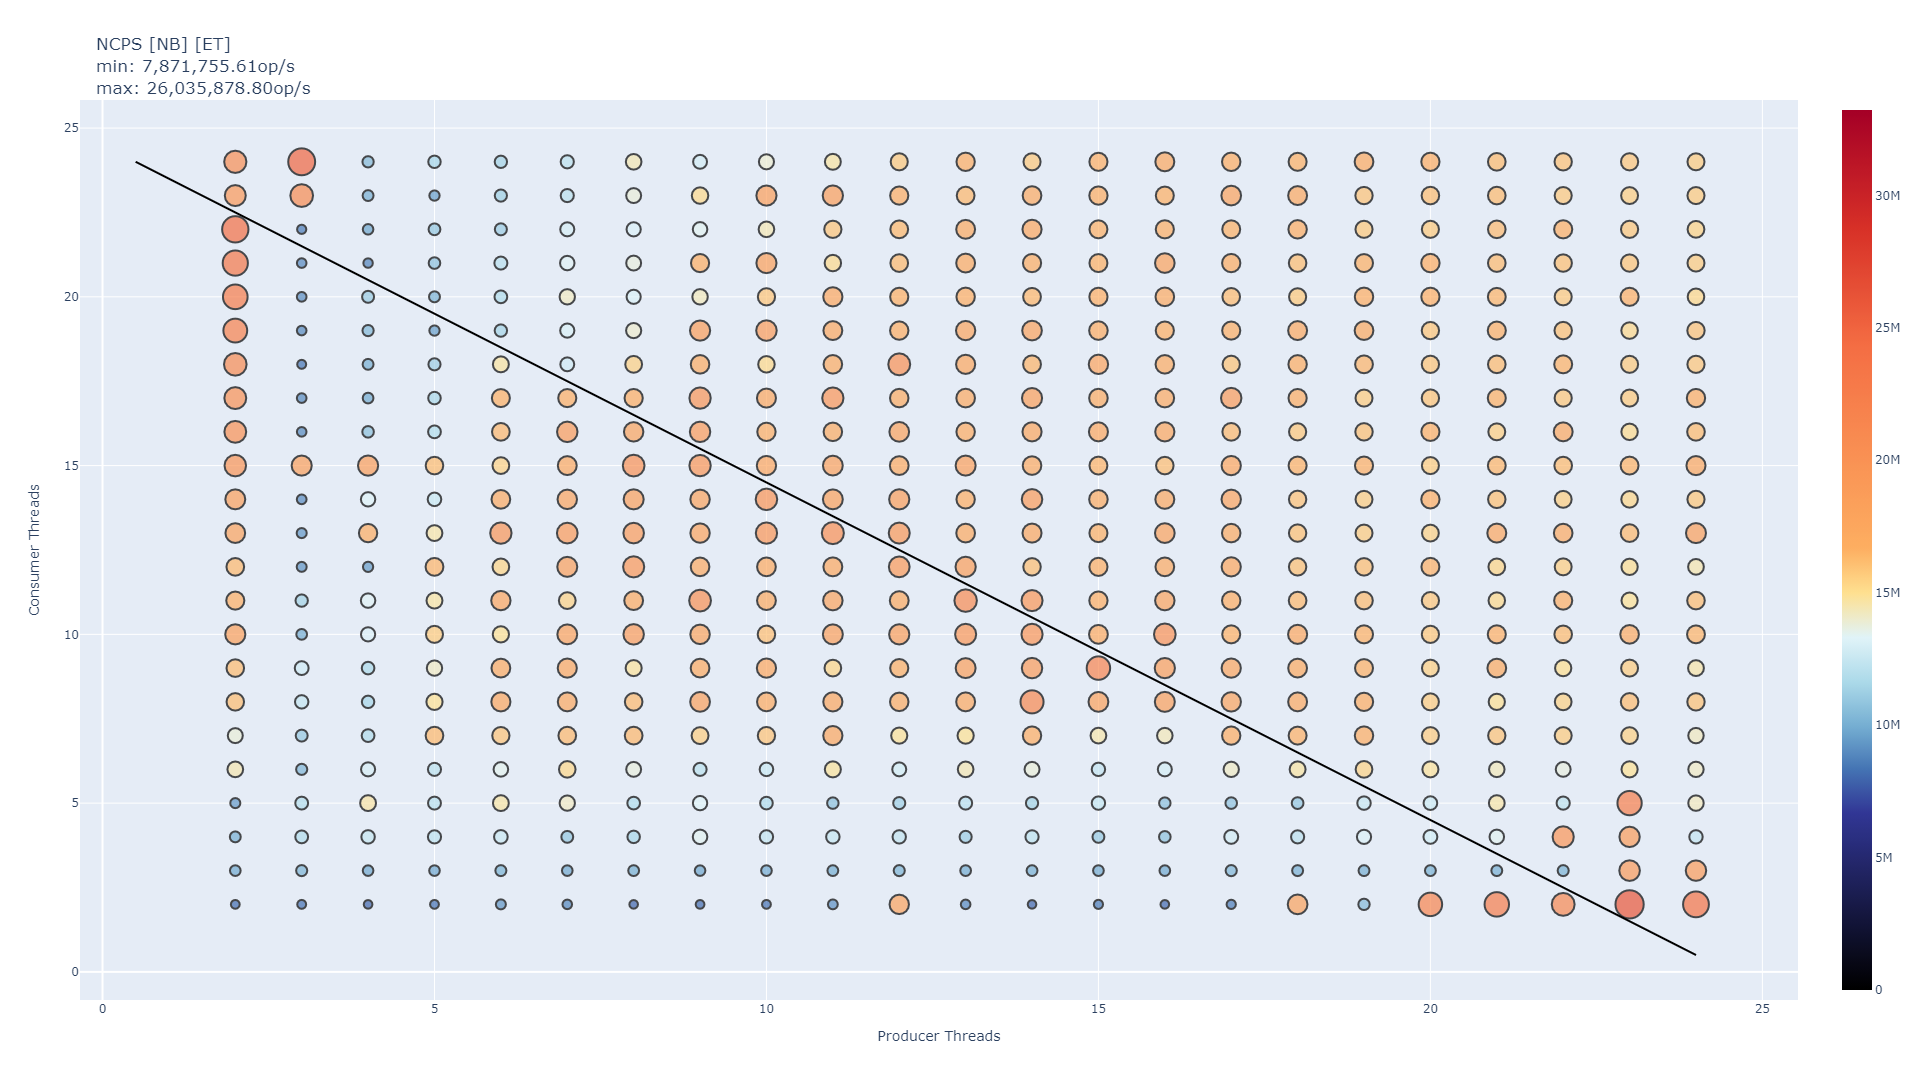 NCPS [NB] [ET]
min: 7,871,755.61op/s
max: 26,035,878.80op/s
25
20
15
10
5
0
Consumer Threads
0
5
10
15
20
25
Producer Threads
30M
25M
20M
15M
10M
5M
0